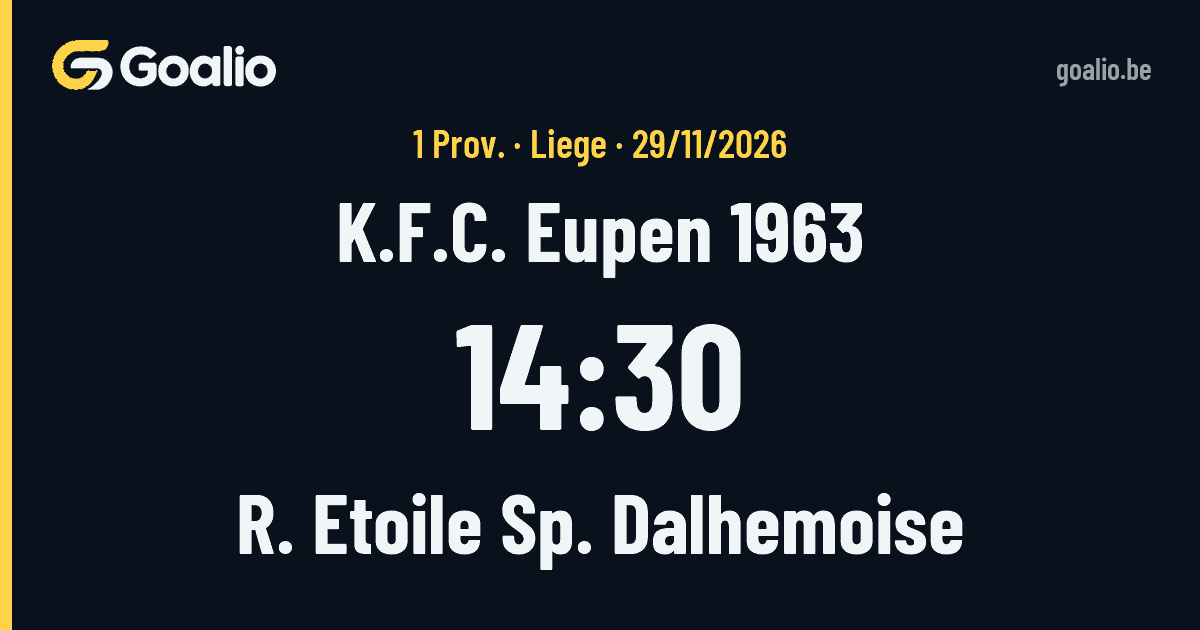 Goalio
goalio.be
1 Prov. · Liege · 29/11/2026
K.F.C. Eupen 1963
14:30
R. Etoile Sp. Dalhemoise